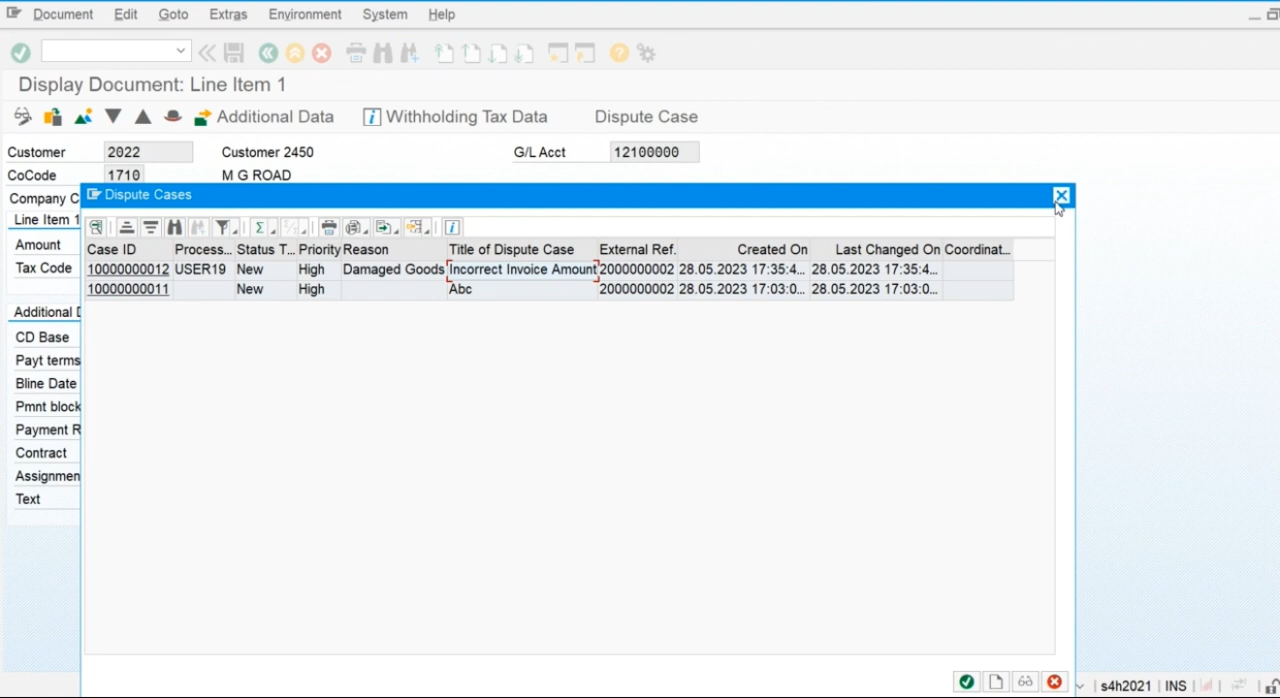 Document Edit Goto Extras Environment System Help
Display Document: Line Item 1
Additional Data Withholding Tax Data Dispute Case
Customer 2022 Customer 2450 G/L Acct 12100000
CoCode 1710 M G ROAD
Company C
Dispute Cases
Line Item 1
Amount
Tax Code
Additional D
CD Base
Payt terms
Bline Date
Pmnt block
Payment R
Contract
Assignmen
Text
Case ID Process... Status T... Priority Reason Title of Dispute Case External Ref. Created On Last Changed On Coordinat...
10000000012 USER19 New High Damaged Goods Incorrect Invoice Amount 2000000002 28.05.2023 17:35:4... 28.05.2023 17:35:4...
10000000011 New High Abc 2000000002 28.05.2023 17:03:0... 28.05.2023 17:03:0...
s4h2021 INS